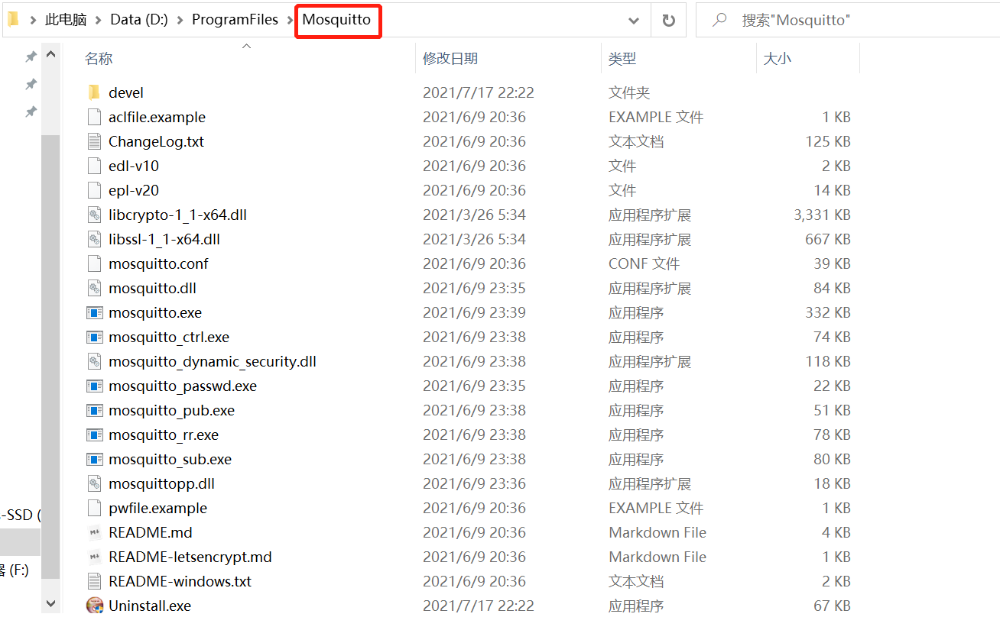 此电脑 Data (D:) ProgramFiles Mosquitto 搜索"Mosquitto"
名称 修改日期 类型 大小
devel 2021/7/17 22:22 文件夹
aclfile.example 2021/6/9 20:36 EXAMPLE 文件 1 KB
ChangeLog.txt 2021/6/9 20:36 文本文档 125 KB
edl-v10 2021/6/9 20:36 文件 2 KB
epl-v20 2021/6/9 20:36 文件 14 KB
libcrypto-1_1-x64.dll 2021/3/26 5:34 应用程序扩展 3,331 KB
libssl-1_1-x64.dll 2021/3/26 5:34 应用程序扩展 667 KB
mosquitto.conf 2021/6/9 20:36 CONF 文件 39 KB
mosquitto.dll 2021/6/9 23:35 应用程序扩展 84 KB
mosquitto.exe 2021/6/9 23:39 应用程序 332 KB
mosquitto_ctrl.exe 2021/6/9 23:38 应用程序 74 KB
mosquitto_dynamic_security.dll 2021/6/9 23:38 应用程序扩展 118 KB
mosquitto_passwd.exe 2021/6/9 23:35 应用程序 22 KB
mosquitto_pub.exe 2021/6/9 23:38 应用程序 51 KB
mosquitto_rr.exe 2021/6/9 23:38 应用程序 78 KB
mosquitto_sub.exe 2021/6/9 23:38 应用程序 80 KB
mosquittopp.dll 2021/6/9 23:36 应用程序扩展 18 KB
pwfile.example 2021/6/9 20:36 EXAMPLE 文件 1 KB
-SSD (
README.md 2021/6/9 20:36 Markdown File 4 KB
README-letsencrypt.md 2021/6/9 20:36 Markdown File 1 KB
器 (F:)
README-windows.txt 2021/6/9 20:36 文本文档 2 KB
Uninstall.exe 2021/7/17 22:22 应用程序 67 KB